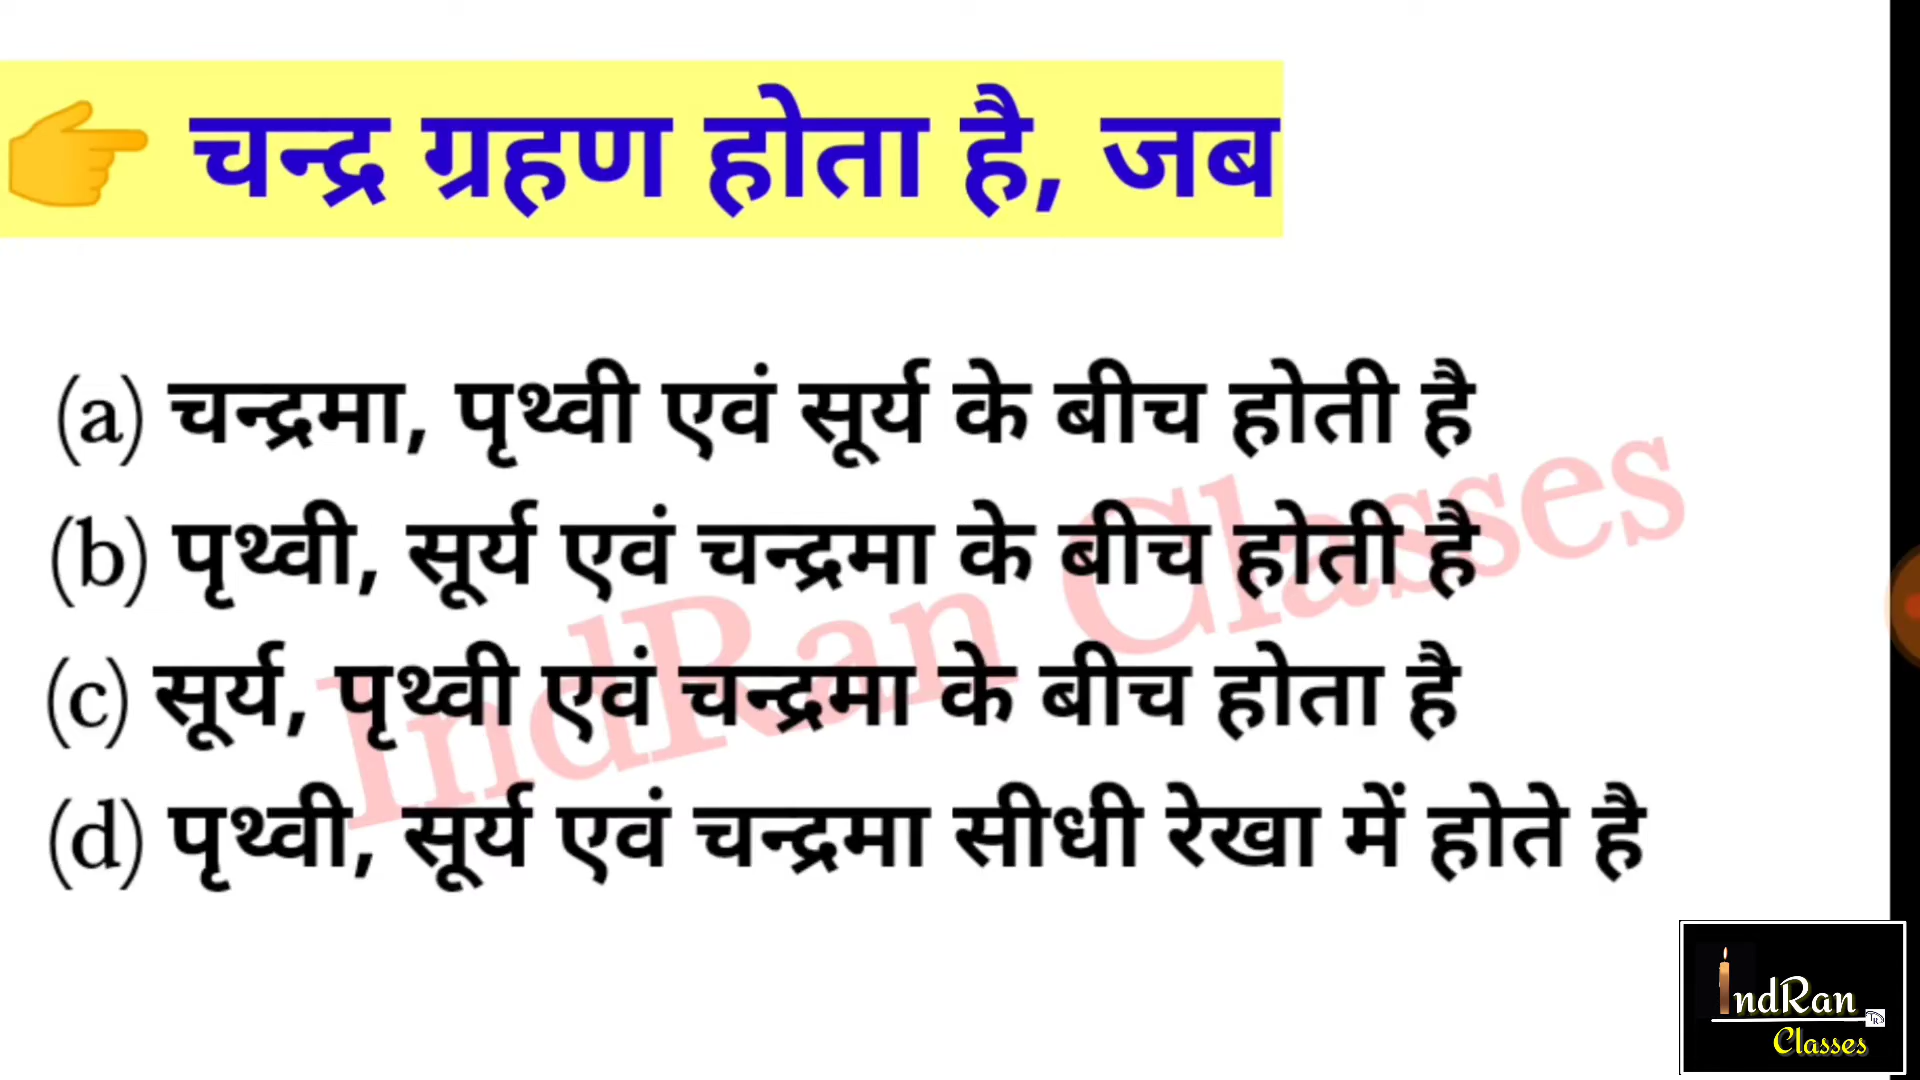 👉 चन्द्र ग्रहण होता है, जब
(a) चन्द्रमा, पृथ्वी एवं सूर्य के बीच होती है
(b) पृथ्वी, सूर्य एवं चन्द्रमा के बीच होती है
(c) सूर्य, पृथ्वी एवं चन्द्रमा के बीच होता है
(d) पृथ्वी, सूर्य एवं चन्द्रमा सीधी रेखा में होते है
IndRan Classes
IndRan
Classes